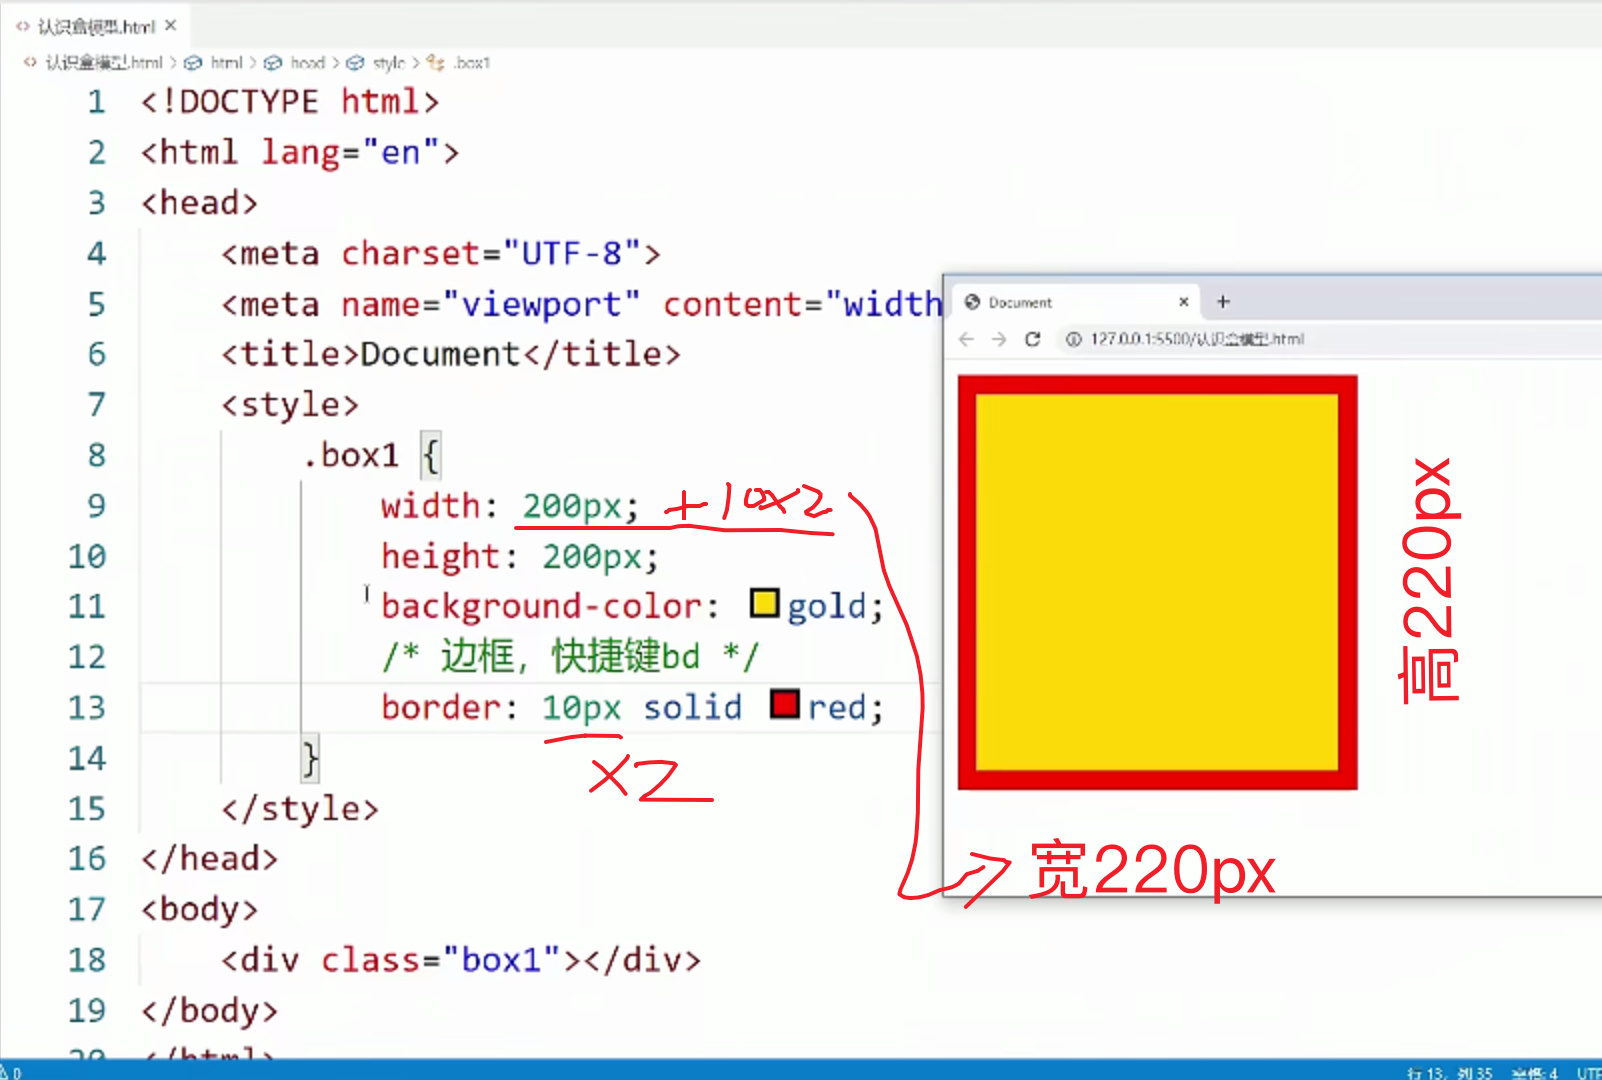 认识盒模型.html
认识盒模型.html > html > head > style > .box1
1 <!DOCTYPE html>
2 <html lang="en">
3 <head>
4 <meta charset="UTF-8">
5 <meta name="viewport" content="width
6 <title>Document</title>
7 <style>
8 .box1 {
9 width: 200px; +10×2
10 height: 200px;
11 background-color: gold;
12 /* 边框，快捷键bd */
13 border: 10px solid red;
×2
14 }
15 </style>
16 </head>
17 <body>
18 <div class="box1"></div>
19 </body>
20 </html>
Document
127.0.0.1:5500/认识盒模型.html
高220px
宽220px
0
行 13，列 35 空格: 4 UTF